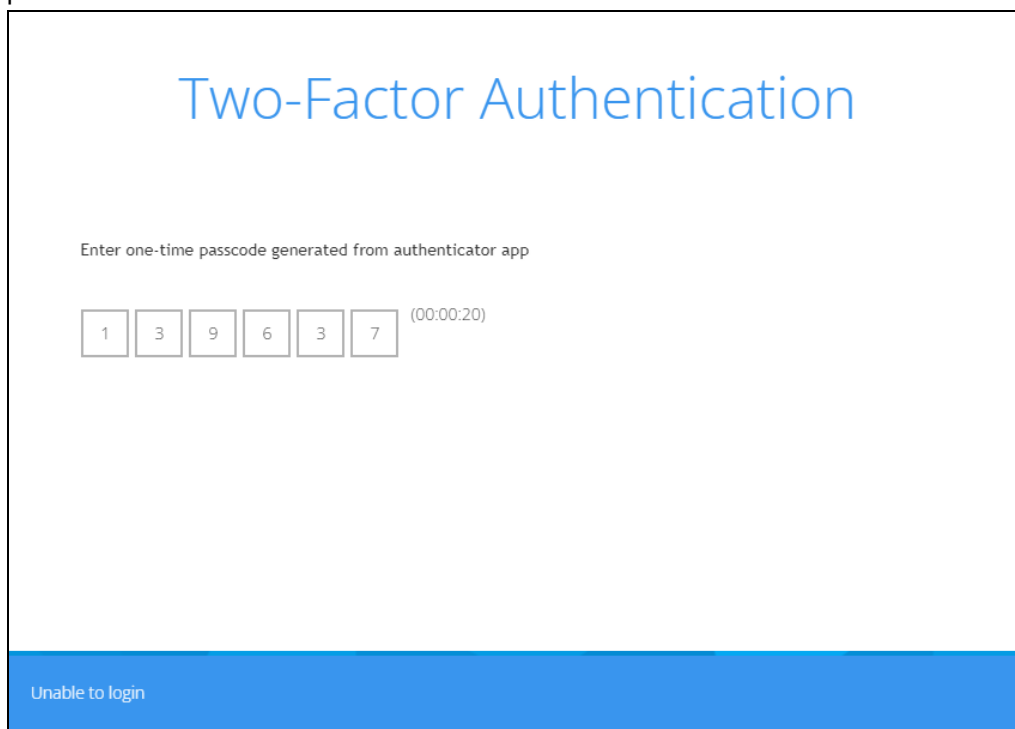 Two-Factor Authentication
Enter one-time passcode generated from authenticator app
1 3 9 6 3 7 (00:00:20)
Unable to login